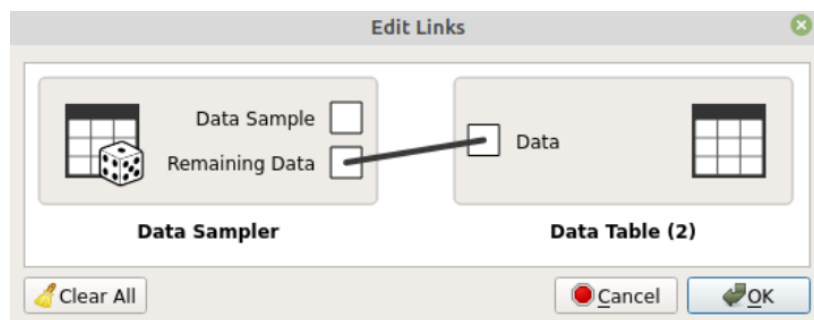 Edit Links
Data Sample
Remaining Data
Data
Data Sampler
Data Table (2)
Clear All
Cancel
OK